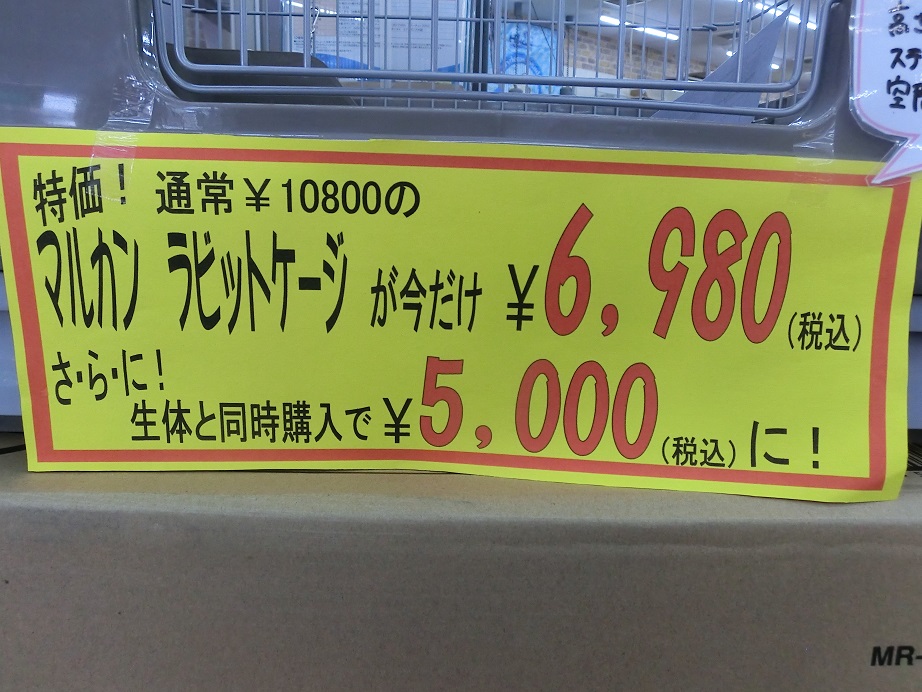 特価! 通常¥10800の
マルカン ラビットケージ が今だけ ¥6,980(税込)
さ・ら・に!
生体と同時購入で¥5,000(税込)に!
ステ
MR-